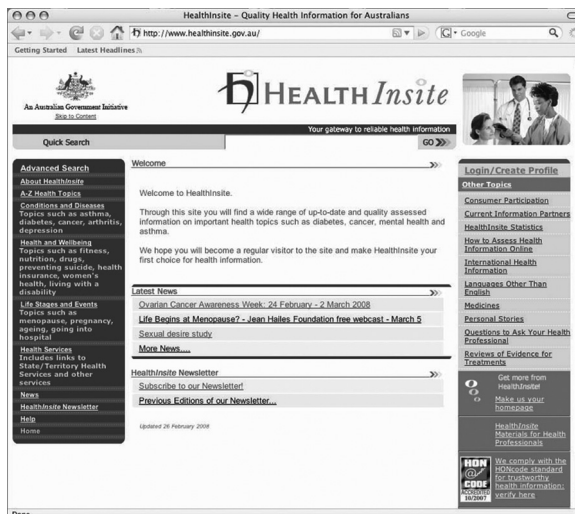 HealthInsite - Quality Health Information for Australians
http://www.healthinsite.gov.au/
Google
Getting Started Latest Headlines
An Australian Government Initiative
Skip to Content
HEALTHInsite
Your gateway to reliable health information
Quick Search
GO
Advanced Search
About HealthInsite
A-Z Health Topics
Conditions and Diseases
Topics such as asthma,
diabetes, cancer, arthritis,
depression
Health and Wellbeing
Topics such as fitness,
nutrition, drugs,
preventing suicide, health
insurance, women's
health, living with a
disability
Life Stages and Events
Topics such as
menopause, pregnancy,
ageing, going into
hospital
Health Services
Includes links to
State/Territory Health
Services and other
services
News
HealthInsite Newsletter
Help
Home
Welcome
Welcome to HealthInsite.
Through this site you will find a wide range of up-to-date and quality assessed
information on important health topics such as diabetes, cancer, mental health and
asthma.
We hope you will become a regular visitor to the site and make HealthInsite your
first choice for health information.
Latest News
Ovarian Cancer Awareness Week: 24 February - 2 March 2008
Life Begins at Menopause? - Jean Hailes Foundation free webcast - March 5
Sexual desire study
More News....
HealthInsite Newsletter
Subscribe to our Newsletter!
Previous Editions of our Newsletter...
Updated 26 February 2008
Login/Create Profile
Other Topics
Consumer Participation
Current Information Partners
HealthInsite Statistics
How to Assess Health
Information Online
International Health
Information
Languages Other Than
English
Medicines
Personal Stories
Questions to Ask Your Health
Professional
Reviews of Evidence for
Treatments
Get more from
HealthInsite!
Make us your
homepage
HealthInsite
Materials for Health
Professionals
HON
@
CODE
ACCREDITED
10/2007
We comply with the
HONcode standard
for trustworthy
health information:
verify here
Done